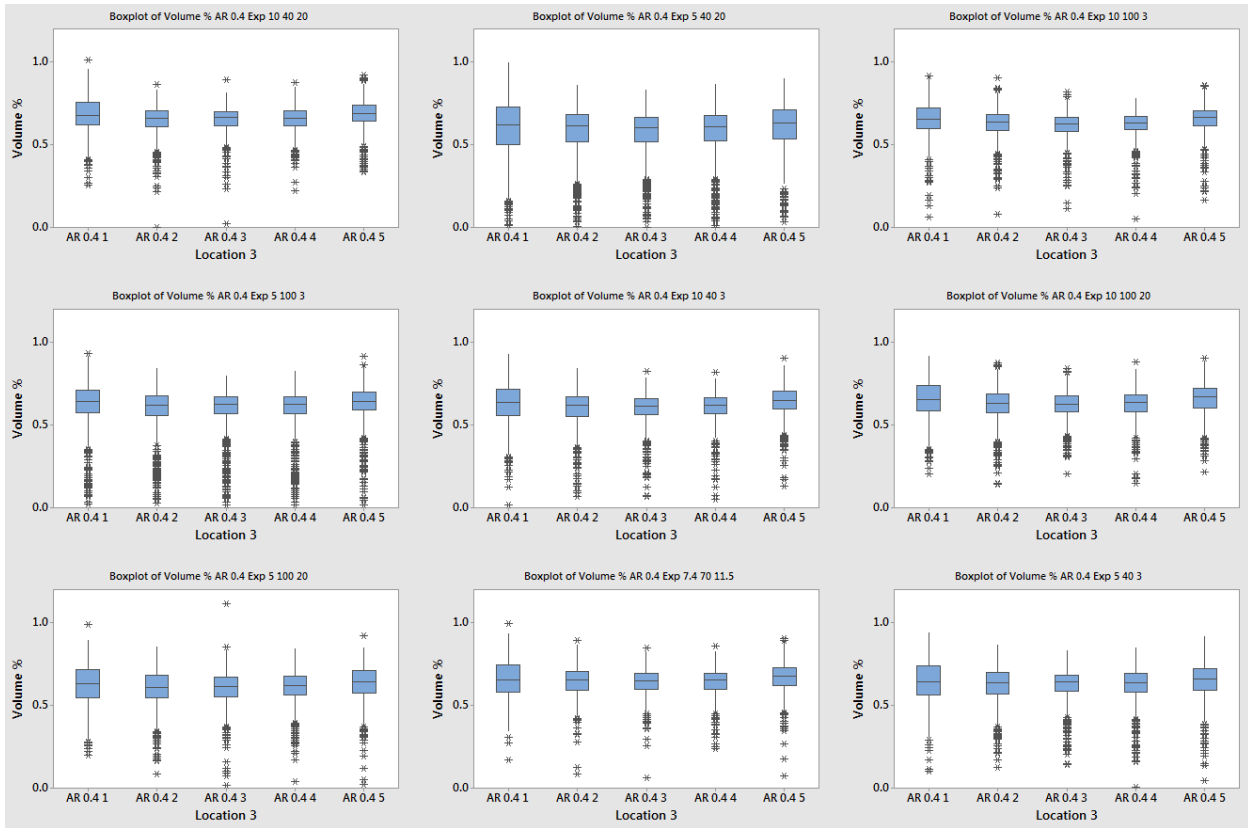 Boxplot of Volume % AR 0.4 Exp 10 40 20
Volume %
1.0
0.5
0.0
AR 0.4 1 AR 0.4 2 AR 0.4 3 AR 0.4 4 AR 0.4 5
Location 3
Boxplot of Volume % AR 0.4 Exp 5 40 20
Volume %
1.0
0.5
0.0
AR 0.4 1 AR 0.4 2 AR 0.4 3 AR 0.4 4 AR 0.4 5
Location 3
Boxplot of Volume % AR 0.4 Exp 10 100 3
Volume %
1.0
0.5
0.0
AR 0.4 1 AR 0.4 2 AR 0.4 3 AR 0.4 4 AR 0.4 5
Location 3
Boxplot of Volume % AR 0.4 Exp 5 100 3
Volume %
1.0
0.5
0.0
AR 0.4 1 AR 0.4 2 AR 0.4 3 AR 0.4 4 AR 0.4 5
Location 3
Boxplot of Volume % AR 0.4 Exp 10 40 3
Volume %
1.0
0.5
0.0
AR 0.4 1 AR 0.4 2 AR 0.4 3 AR 0.4 4 AR 0.4 5
Location 3
Boxplot of Volume % AR 0.4 Exp 10 100 20
Volume %
1.0
0.5
0.0
AR 0.4 1 AR 0.4 2 AR 0.4 3 AR 0.4 4 AR 0.4 5
Location 3
Boxplot of Volume % AR 0.4 Exp 5 100 20
Volume %
1.0
0.5
0.0
AR 0.4 1 AR 0.4 2 AR 0.4 3 AR 0.4 4 AR 0.4 5
Location 3
Boxplot of Volume % AR 0.4 Exp 7.4 70 11.5
Volume %
1.0
0.5
0.0
AR 0.4 1 AR 0.4 2 AR 0.4 3 AR 0.4 4 AR 0.4 5
Location 3
Boxplot of Volume % AR 0.4 Exp 5 40 3
Volume %
1.0
0.5
0.0
AR 0.4 1 AR 0.4 2 AR 0.4 3 AR 0.4 4 AR 0.4 5
Location 3